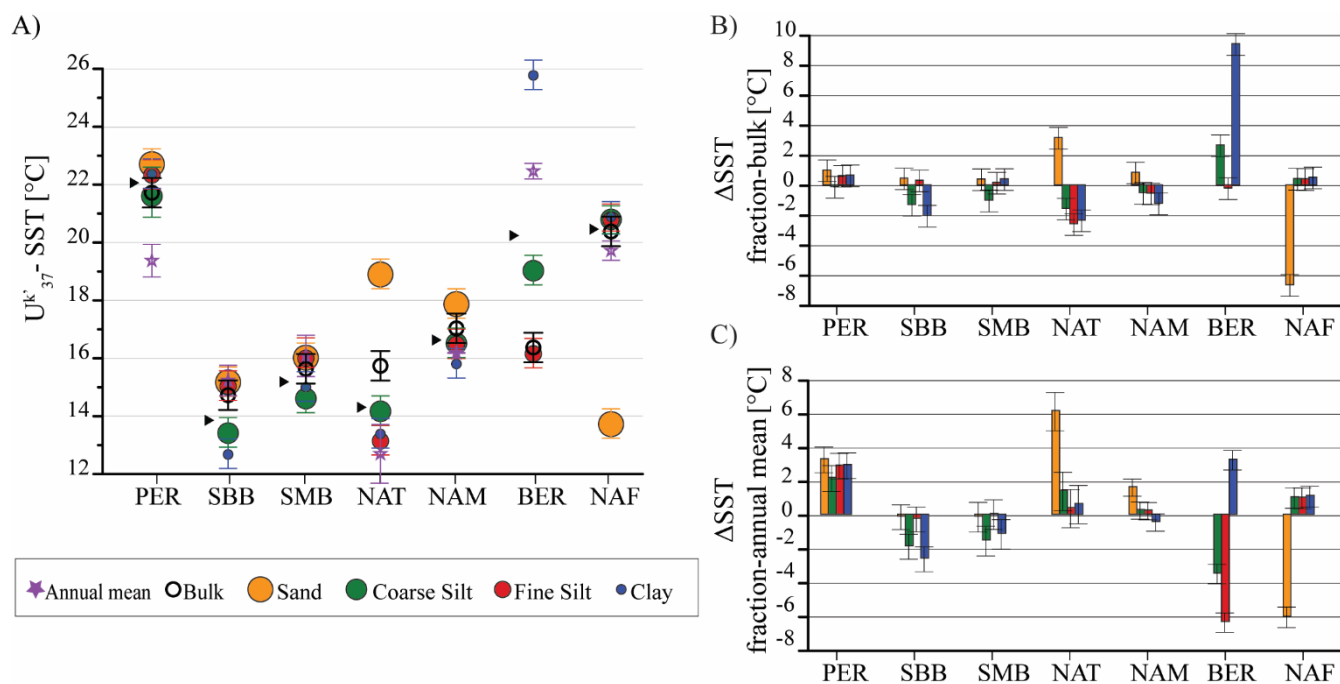 A)
U^k'_37- SST [°C]
26
24
22
20
18
16
14
12
PER SBB SMB NAT NAM BER NAF
Annual mean Bulk Sand Coarse Silt Fine Silt Clay
B)
ΔSST
fraction-bulk [°C]
10
8
6
4
2
0
-2
-4
-6
-8
PER SBB SMB NAT NAM BER NAF
C)
ΔSST
fraction-annual mean [°C]
8
6
4
2
0
-2
-4
-6
-8
PER SBB SMB NAT NAM BER NAF